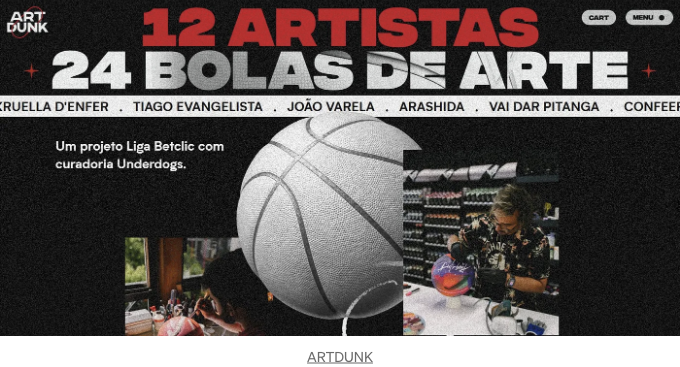 ART
DUNK
12 ARTISTAS
CART
MENU
24 BOLAS DE ARTE
KRUELLA D'ENFER . TIAGO EVANGELISTA . JOÃO VARELA . ARASHIDA . VAI DAR PITANGA . CONFEER
Um projeto Liga Betclic com
curadoria Underdogs.
ARTDUNK